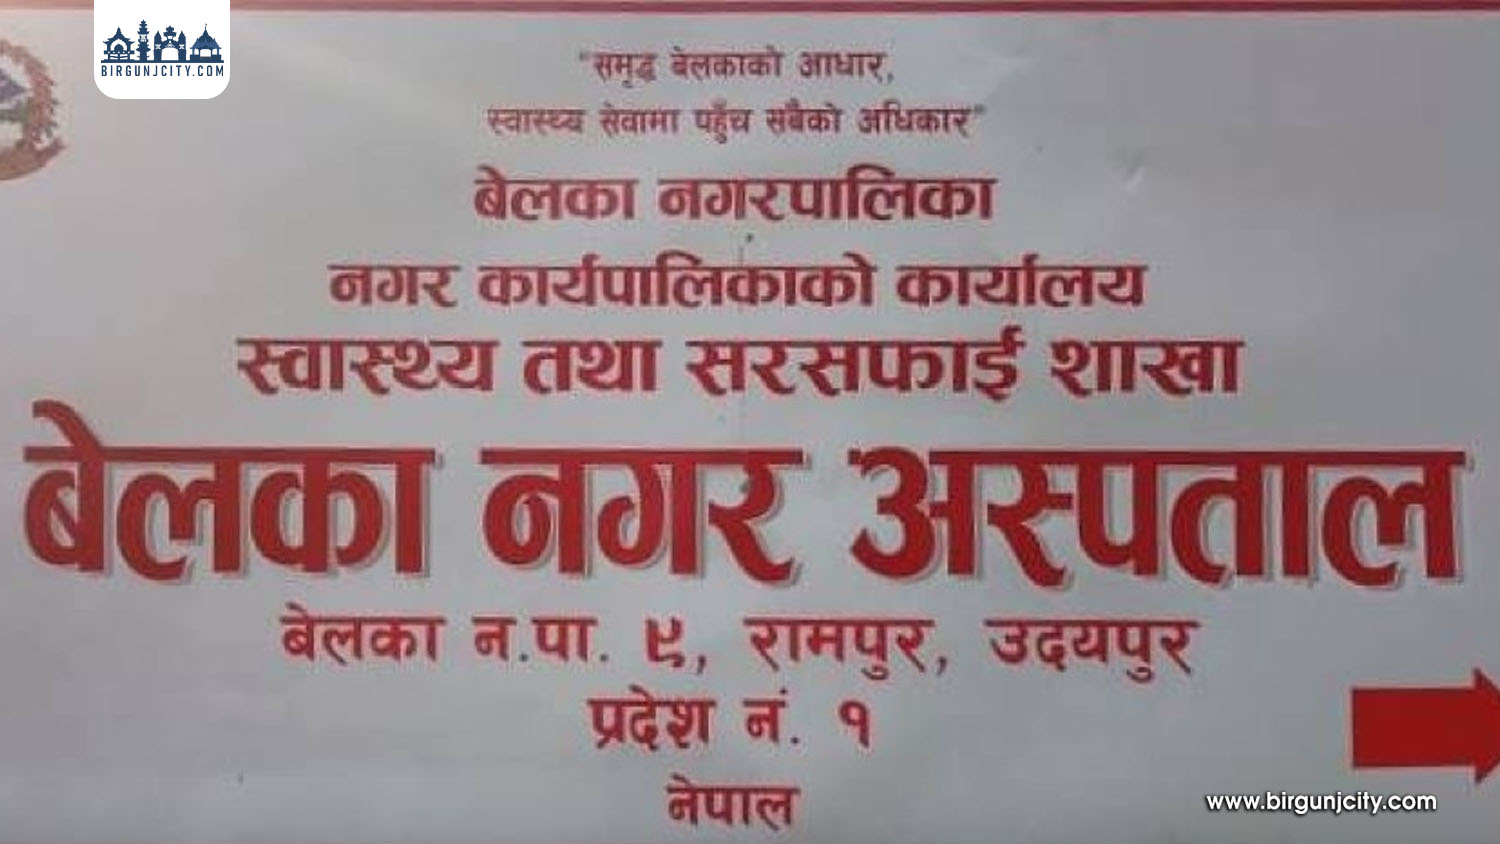 BIRGUNJCITY.COM
"समृद्ध बेलकाको आधार,
स्वास्थ्य सेवामा पहुँच सबैको अधिकार"
बेलका नगरपालिका
नगर कार्यपालिकाको कार्यालय
स्वास्थ्य तथा सरसफाई शाखा
बेलका नगर अस्पताल
बेलका न.पा. ९, रामपुर, उदयपुर
प्रदेश नं. १
नेपाल
www.birgunjcity.com